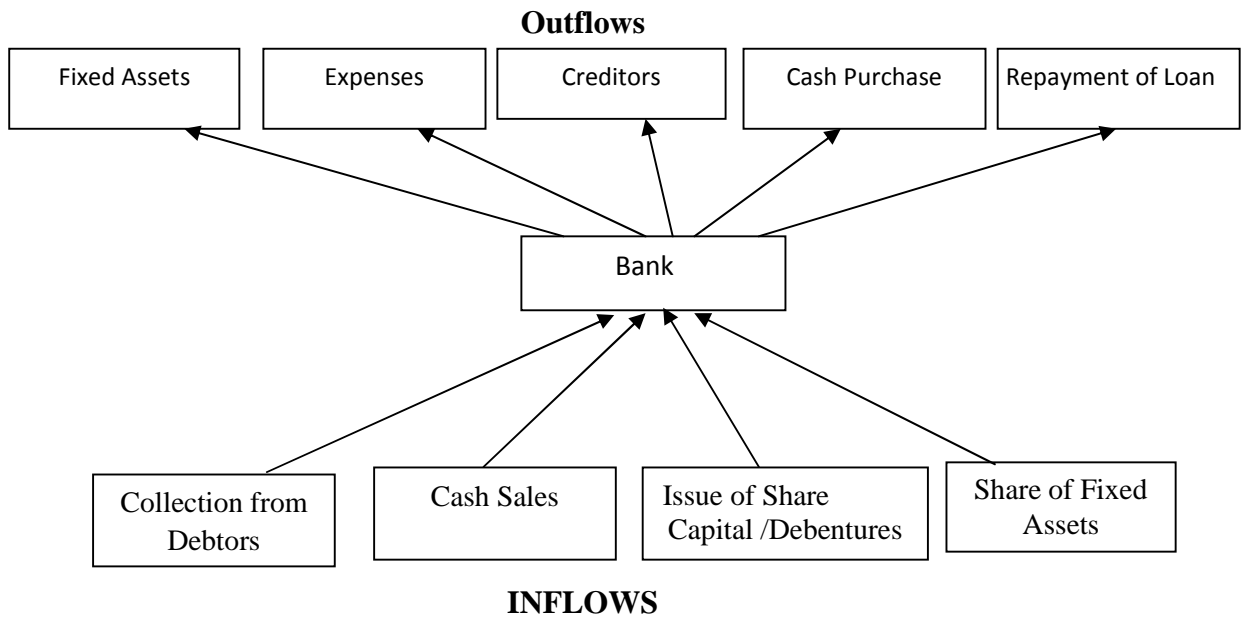 Outflows
Fixed Assets
Expenses
Creditors
Cash Purchase
Repayment of Loan
Bank
Collection from
Debtors
Cash Sales
Issue of Share
Capital /Debentures
Share of Fixed
Assets
INFLOWS